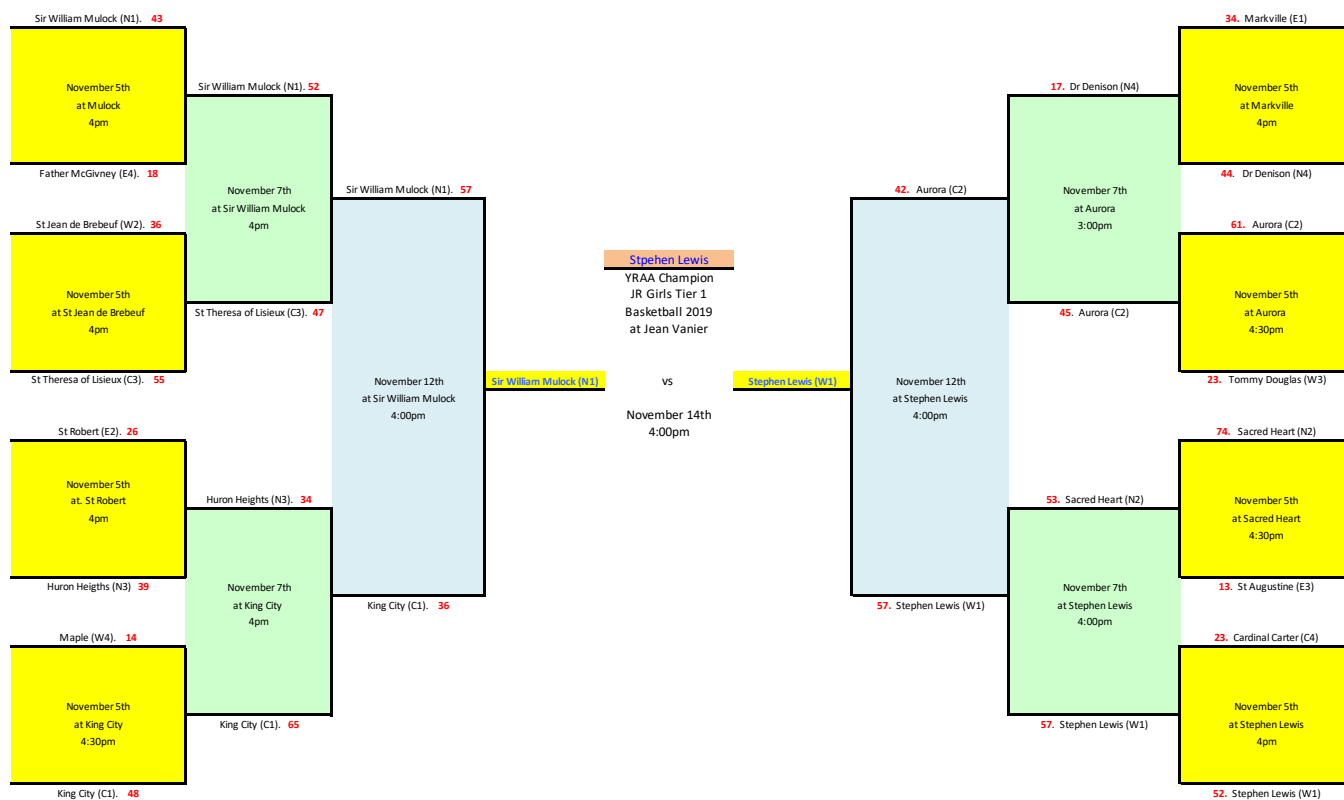 Sir William Mulock (N1). 43
November 5th
at Mulock
4pm
Father McGivney (E4). 18
St Jean de Brebeuf (W2). 36
November 5th
at St Jean de Brebeuf
4pm
St Theresa of Lisieux (C3). 55
St Robert (E2). 26
November 5th
at. St Robert
4pm
Huron Heigths (N3) 39
Maple (W4). 14
November 5th
at King City
4:30pm
King City (C1). 48
Sir William Mulock (N1). 52
November 7th
at Sir William Mulock
4pm
St Theresa of Lisieux (C3). 47
Huron Heights (N3). 34
November 7th
at King City
4pm
King City (C1). 65
Sir William Mulock (N1). 57
November 12th
at Sir William Mulock
4:00pm
King City (C1). 36
Sir William Mulock (N1)
Stpehen Lewis
YRAA Champion
JR Girls Tier 1
Basketball 2019
at Jean Vanier
vs
November 14th
4:00pm
Stephen Lewis (W1)
42. Aurora (C2)
November 12th
at Stephen Lewis
4:00pm
57. Stephen Lewis (W1)
17. Dr Denison (N4)
November 7th
at Aurora
3:00pm
45. Aurora (C2)
53. Sacred Heart (N2)
November 7th
at Stephen Lewis
4:00pm
57. Stephen Lewis (W1)
34. Markville (E1)
November 5th
at Markville
4pm
44. Dr Denison (N4)
61. Aurora (C2)
November 5th
at Aurora
4:30pm
23. Tommy Douglas (W3)
74. Sacred Heart (N2)
November 5th
at Sacred Heart
4:30pm
13. St Augustine (E3)
23. Cardinal Carter (C4)
November 5th
at Stephen Lewis
4pm
52. Stephen Lewis (W1)